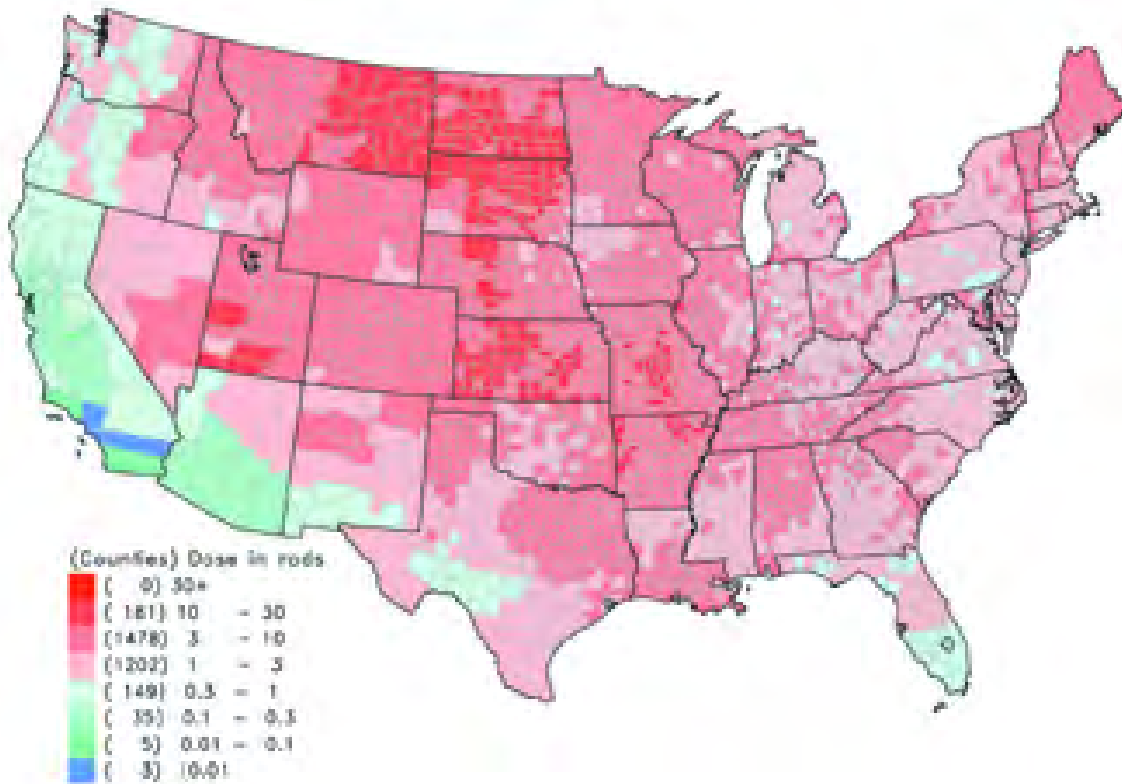 (Counties) Dose in rads
( 0) 30+
( 161) 10 - 30
(1478) 3 - 10
(1202) 1 - 3
( 149) 0.3 - 1
( 35) 0.1 - 0.3
( 5) 0.01 - 0.1
( 3) (0.01